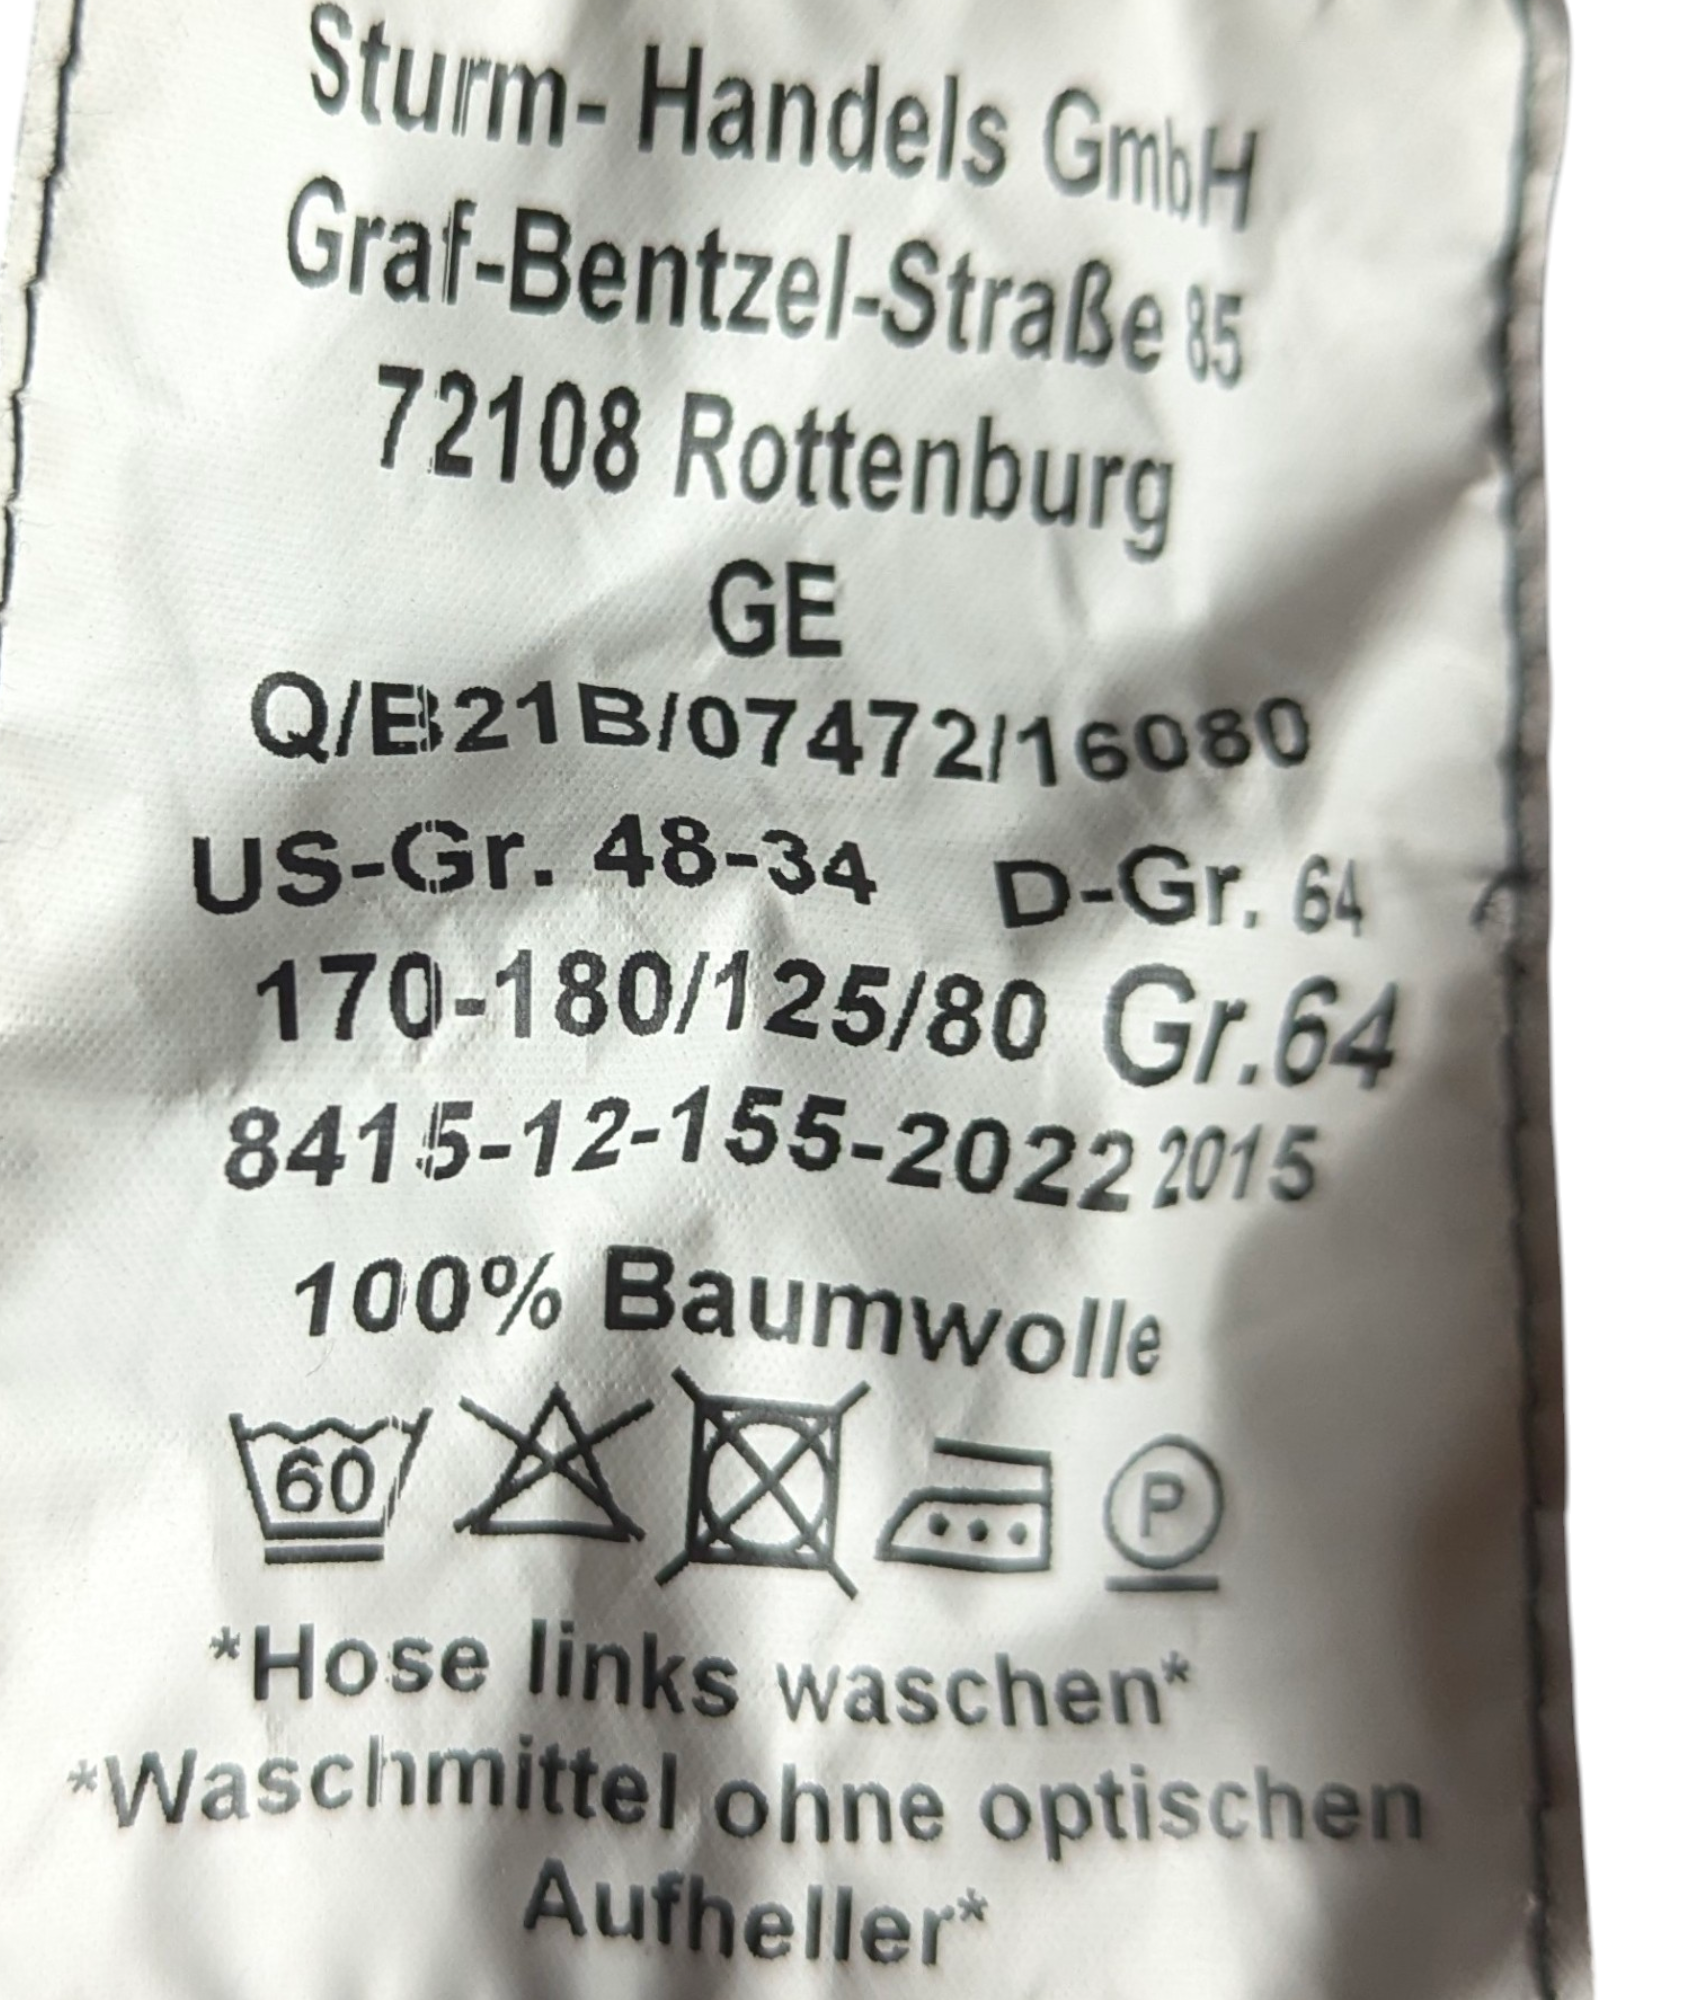 Sturm- Handels GmbH
Graf-Bentzel-Straße 85
72108 Rottenburg
GE
Q/B21B/07472/16080
US-Gr. 48-34 D-Gr. 64
170-180/125/80 Gr.64
8415-12-155-2022 2015
100% Baumwolle
60 P
*Hose links waschen*
*Waschmittel ohne optischen
Aufheller*